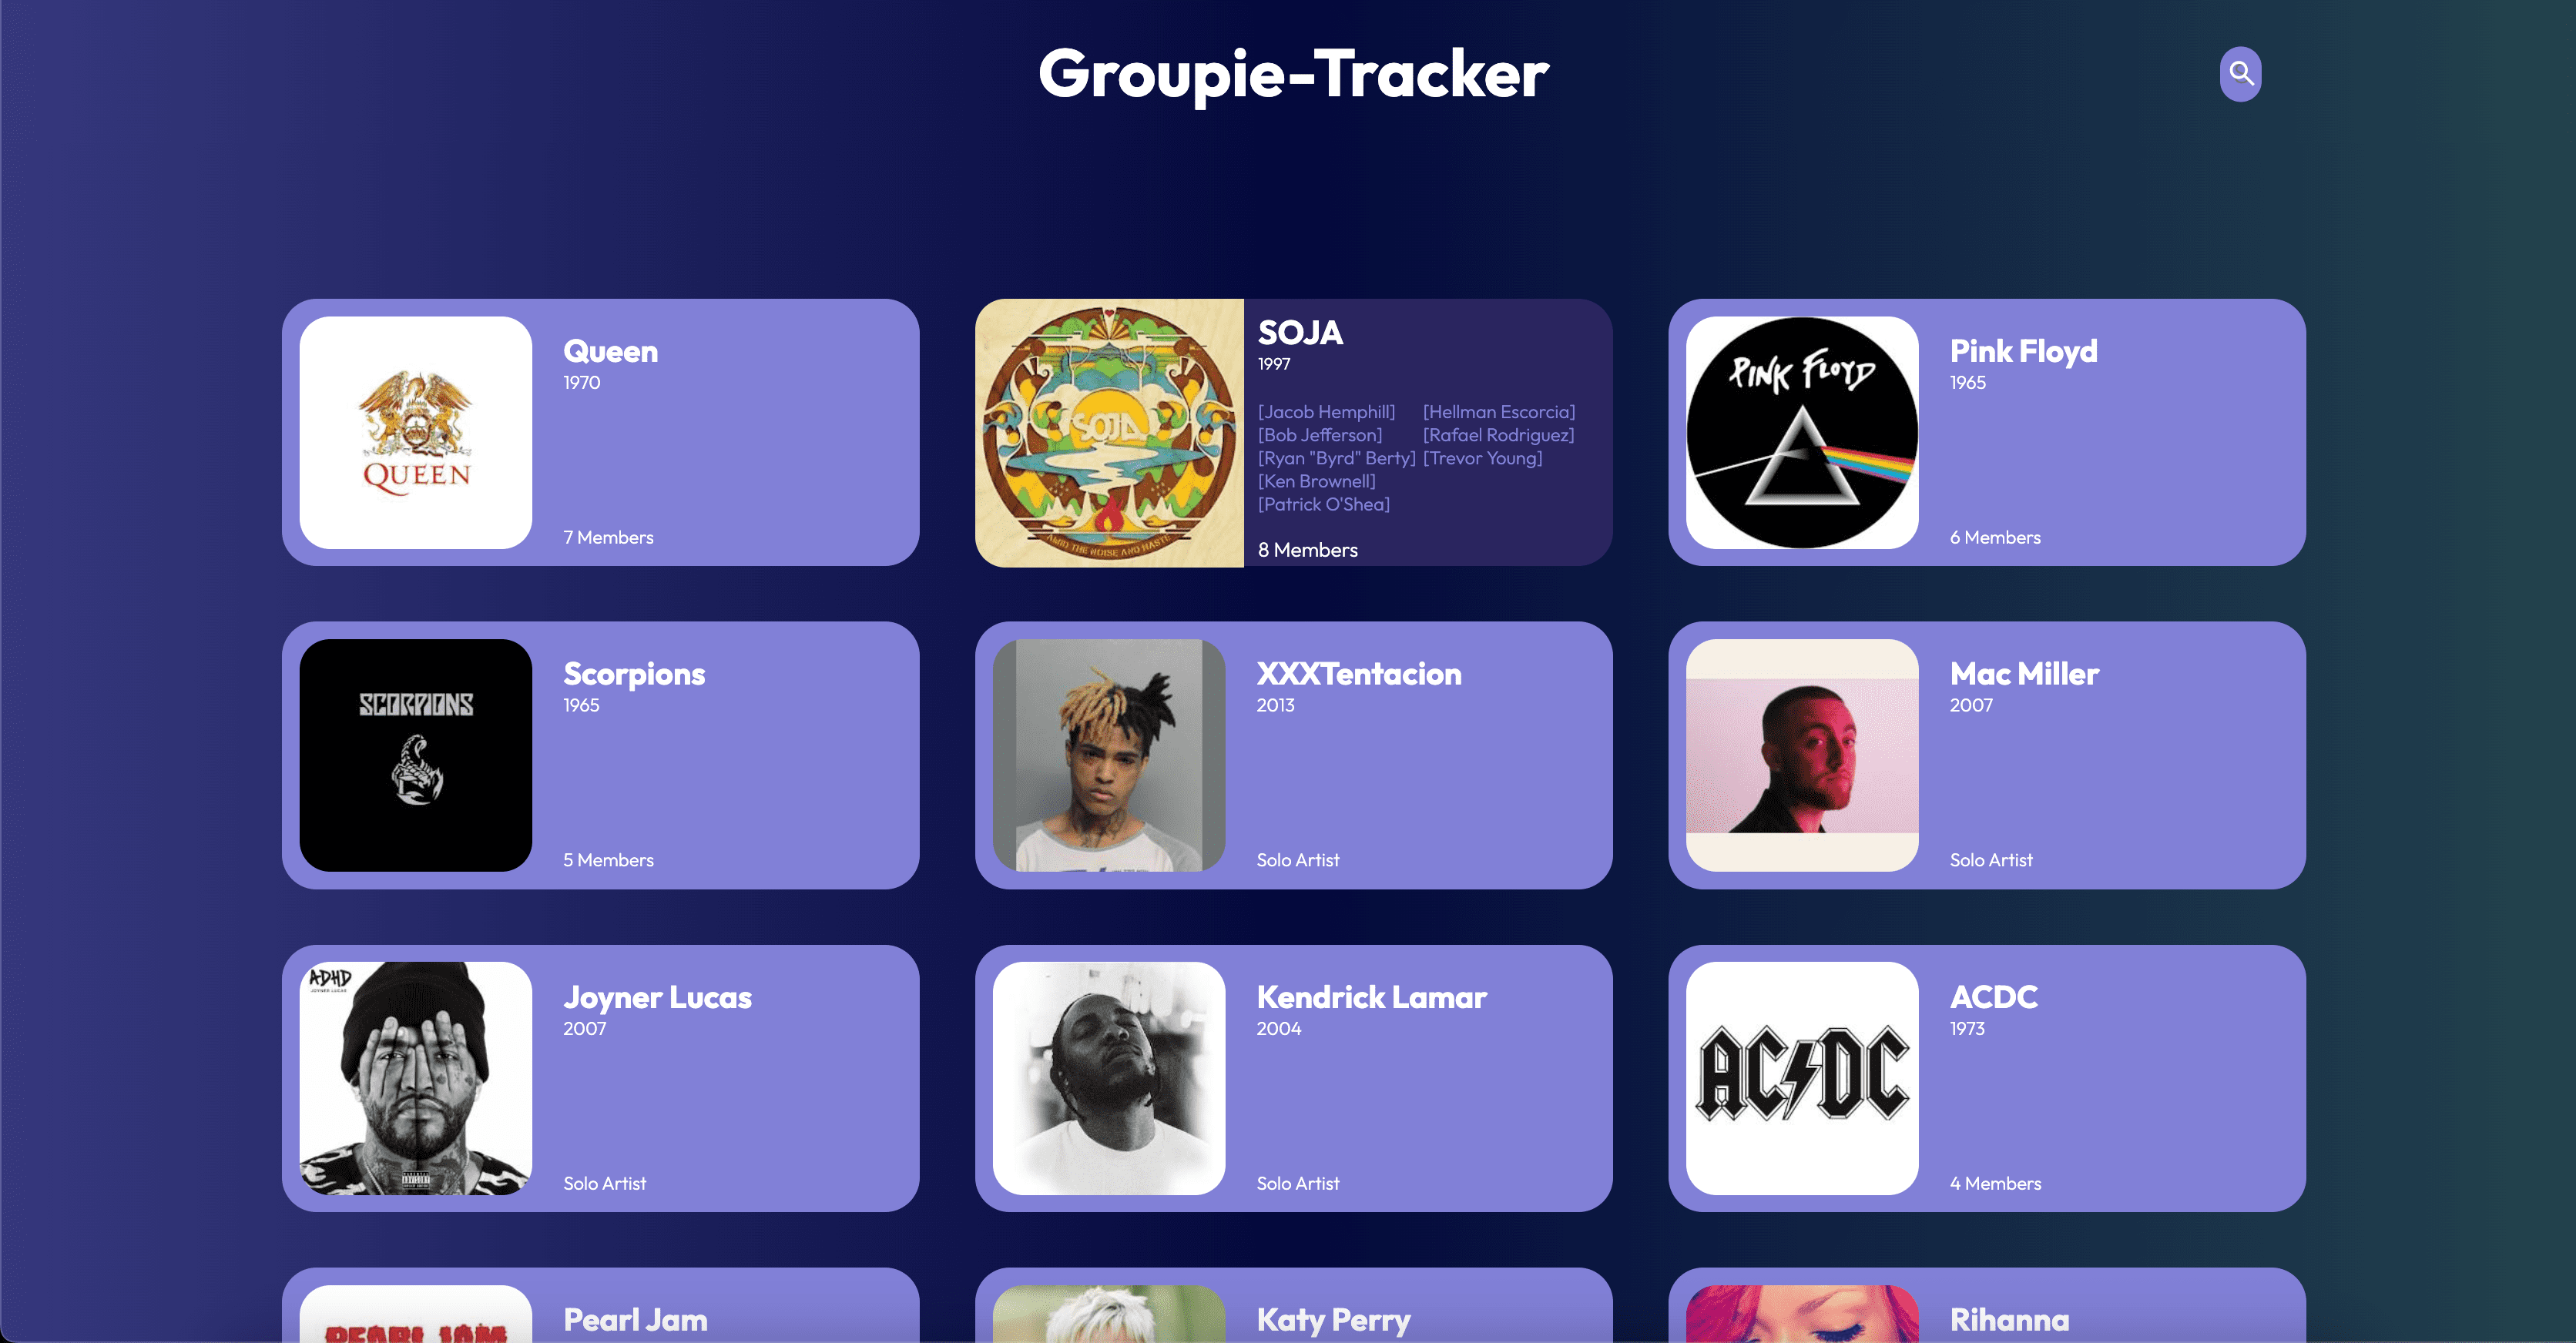 Groupie-Tracker
QUEEN
Queen
1970
7 Members
SOJA
AMID THE NOISE AND HASTE
SOJA
1997
[Jacob Hemphill] [Hellman Escorcia]
[Bob Jefferson] [Rafael Rodriguez]
[Ryan "Byrd" Berty] [Trevor Young]
[Ken Brownell]
[Patrick O'Shea]
8 Members
PINK FLOYD
Pink Floyd
1965
6 Members
SCORPIONS
Scorpions
1965
5 Members
XXXTentacion
2013
Solo Artist
Mac Miller
2007
Solo Artist
ADHD
JOYNER LUCAS
Joyner Lucas
2007
Solo Artist
Kendrick Lamar
2004
Solo Artist
AC DC
ACDC
1973
4 Members
PEARL JAM
Pearl Jam
Katy Perry
Rihanna